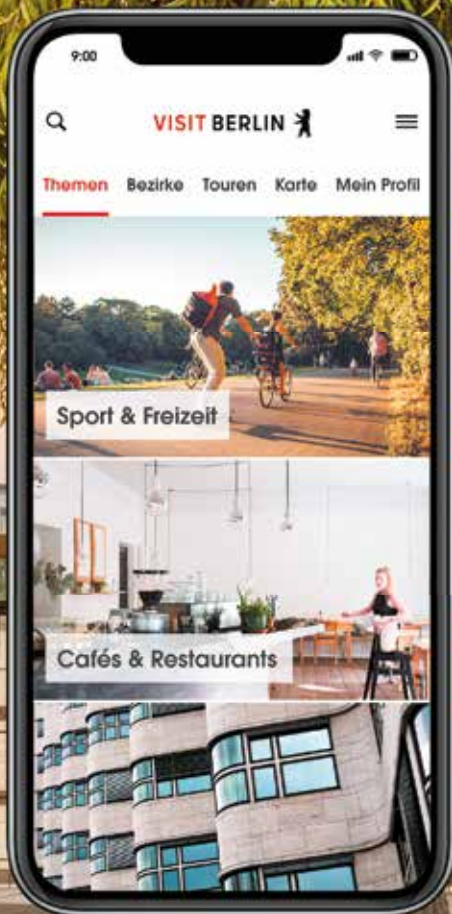 9:00
VISIT BERLIN
Themen Bezirke Touren Karte Mein Profil
Sport & Freizeit
Cafés & Restaurants